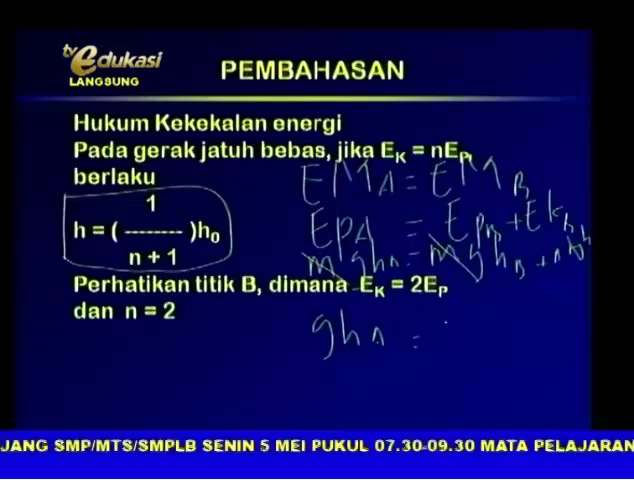 tv edukasi
LANGSUNG
PEMBAHASAN
Hukum Kekekalan energi
Pada gerak jatuh bebas, jika EK = nEP,
berlaku
1
h = ( -------- )h0
n + 1
Perhatikan titik B, dimana EK = 2EP
dan n = 2
EMA = EMB
EPA = EPB + EKB
m ghA = m ghB +
ghA =
JANG SMP/MTS/SMPLB SENIN 5 MEI PUKUL 07.30-09.30 MATA PELAJARAN